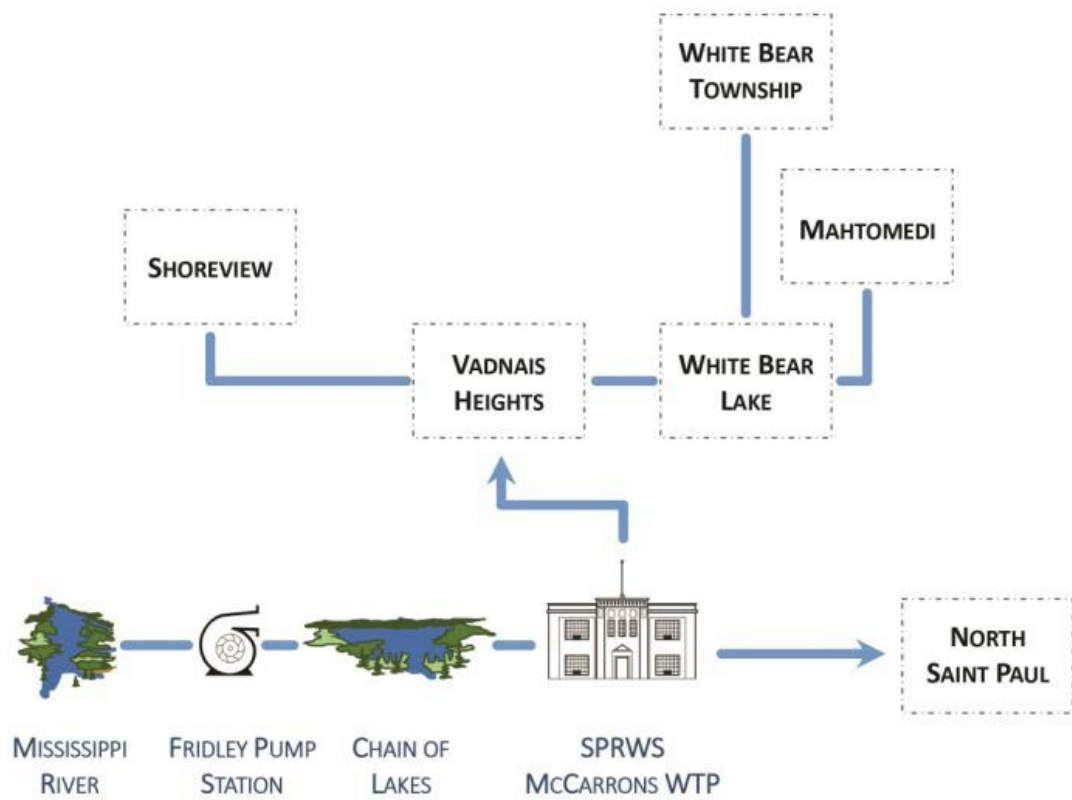 WHITE BEAR
TOWNSHIP
MAHTOMEDI
SHOREVIEW
VADNAIS
HEIGHTS
WHITE BEAR
LAKE
NORTH
SAINT PAUL
MISSISSIPPI
RIVER
FRIDLEY PUMP
STATION
CHAIN OF
LAKES
SPRWS
MCCARRONS WTP